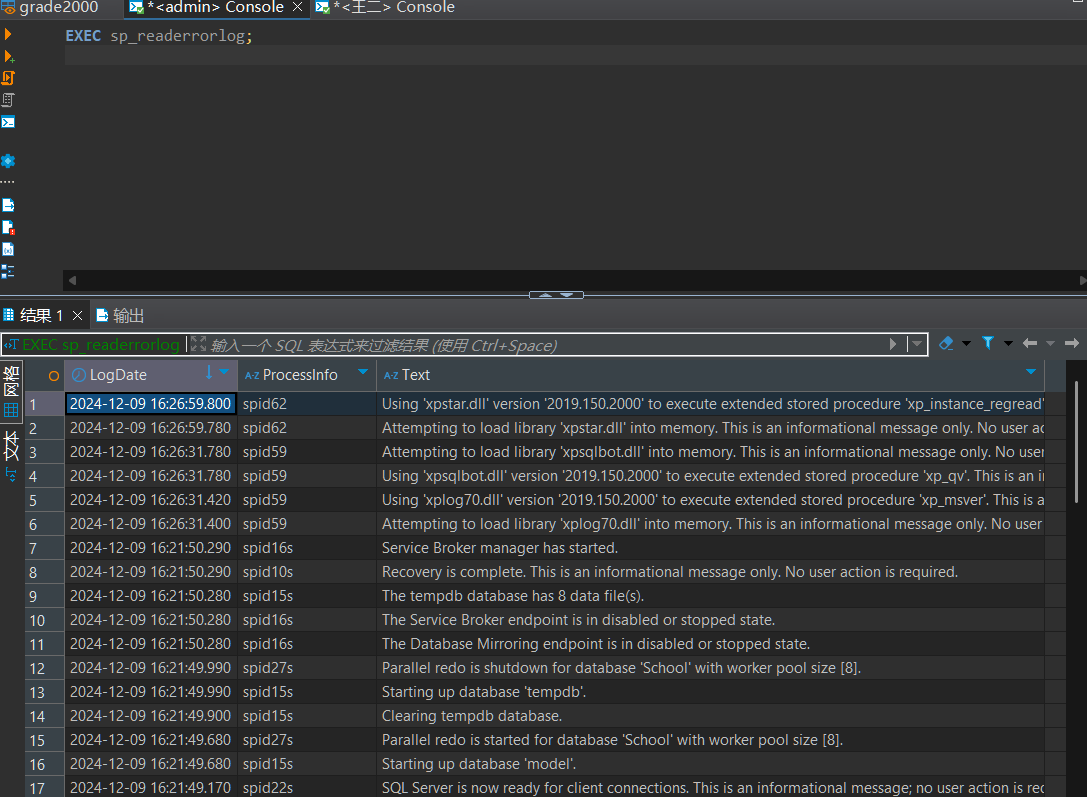 grade2000 *<admin> Console *<王二> Console
EXEC sp_readerrorlog;
结果 1 输出
EXEC sp_readerrorlog 输入一个 SQL 表达式来过滤结果 (使用 Ctrl+Space)
网格
文本
LogDate ProcessInfo Text
1 2024-12-09 16:26:59.800 spid62 Using 'xpstar.dll' version '2019.150.2000' to execute extended stored procedure 'xp_instance_regread'
2 2024-12-09 16:26:59.780 spid62 Attempting to load library 'xpstar.dll' into memory. This is an informational message only. No user ac
3 2024-12-09 16:26:31.780 spid59 Attempting to load library 'xpsqlbot.dll' into memory. This is an informational message only. No user
4 2024-12-09 16:26:31.780 spid59 Using 'xpsqlbot.dll' version '2019.150.2000' to execute extended stored procedure 'xp_qv'. This is an i
5 2024-12-09 16:26:31.420 spid59 Using 'xplog70.dll' version '2019.150.2000' to execute extended stored procedure 'xp_msver'. This is a
6 2024-12-09 16:26:31.400 spid59 Attempting to load library 'xplog70.dll' into memory. This is an informational message only. No user
7 2024-12-09 16:21:50.290 spid16s Service Broker manager has started.
8 2024-12-09 16:21:50.290 spid10s Recovery is complete. This is an informational message only. No user action is required.
9 2024-12-09 16:21:50.280 spid15s The tempdb database has 8 data file(s).
10 2024-12-09 16:21:50.280 spid16s The Service Broker endpoint is in disabled or stopped state.
11 2024-12-09 16:21:50.280 spid16s The Database Mirroring endpoint is in disabled or stopped state.
12 2024-12-09 16:21:49.990 spid27s Parallel redo is shutdown for database 'School' with worker pool size [8].
13 2024-12-09 16:21:49.990 spid15s Starting up database 'tempdb'.
14 2024-12-09 16:21:49.900 spid15s Clearing tempdb database.
15 2024-12-09 16:21:49.680 spid27s Parallel redo is started for database 'School' with worker pool size [8].
16 2024-12-09 16:21:49.680 spid15s Starting up database 'model'.
17 2024-12-09 16:21:49.170 spid22s SQL Server is now ready for client connections. This is an informational message; no user action is rec